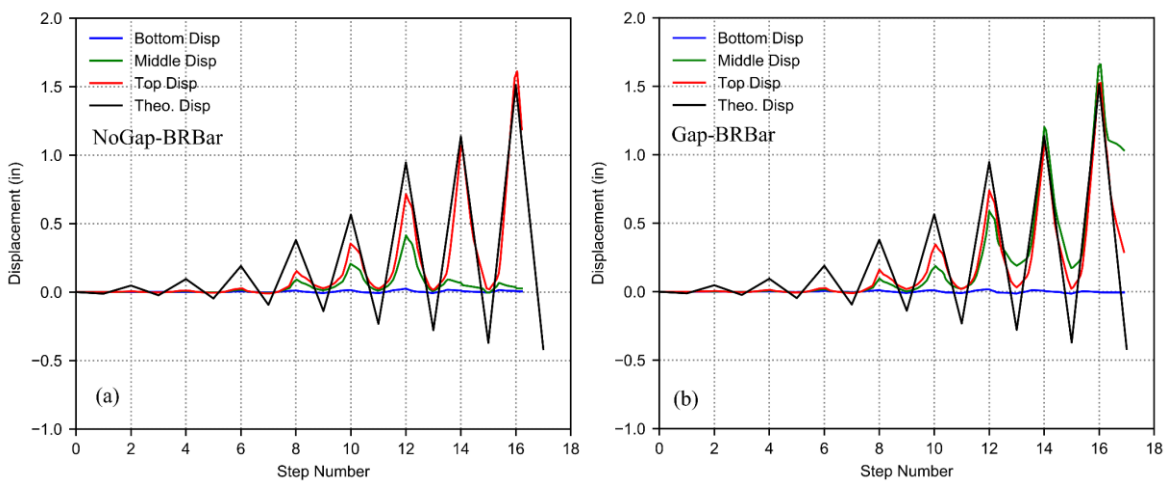 2.0
1.5
1.0
0.5
0.0
−0.5
−1.0
Displacement (in)
Bottom Disp
Middle Disp
Top Disp
Theo. Disp
NoGap-BRBar
(a)
0 2 4 6 8 10 12 14 16 18
Step Number
2.0
1.5
1.0
0.5
0.0
−0.5
−1.0
Displacement (in)
Bottom Disp
Middle Disp
Top Disp
Theo. Disp
Gap-BRBar
(b)
0 2 4 6 8 10 12 14 16 18
Step Number